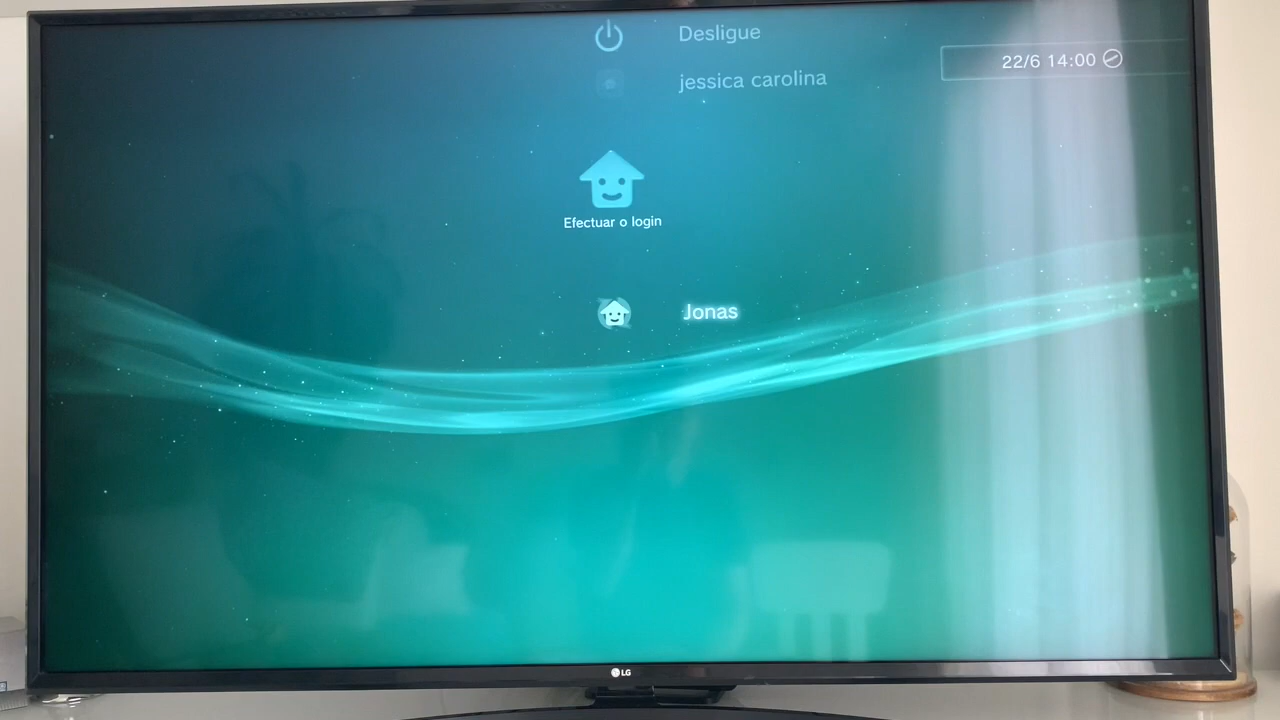 Desligue
22/6 14:00
jessica carolina
Efectuar o login
Jonas
LG